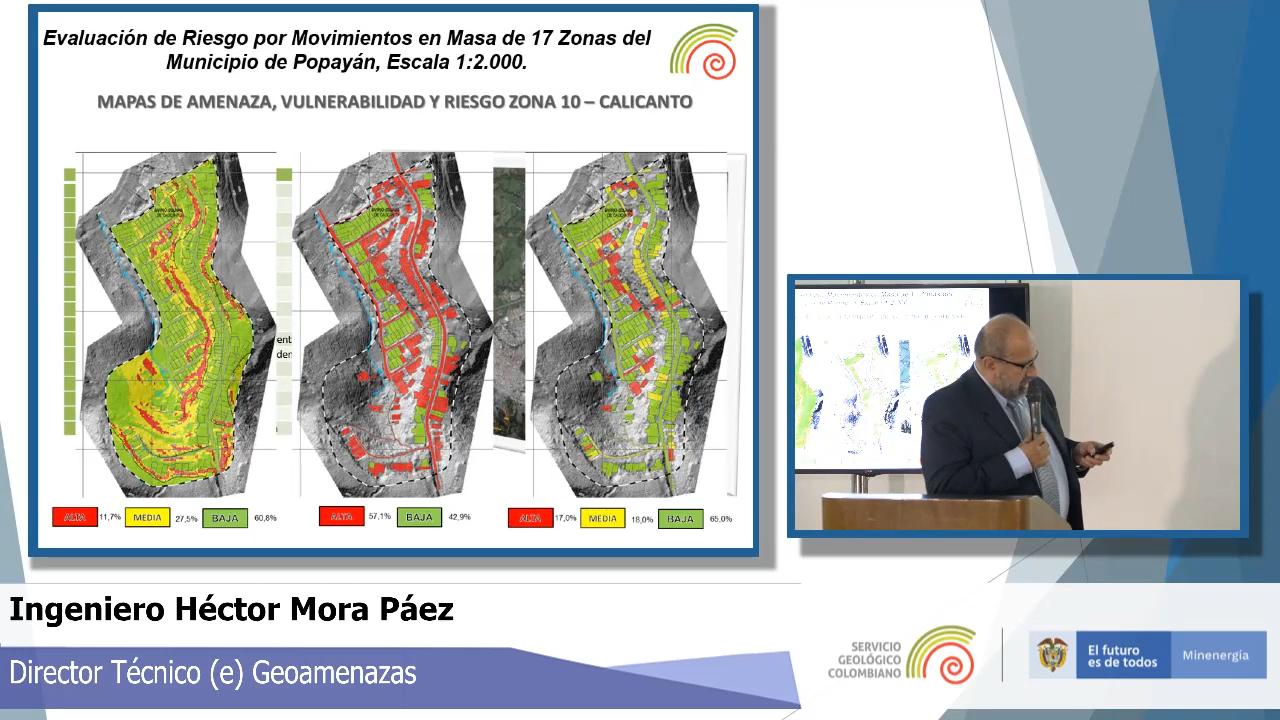 Evaluación de Riesgo por Movimientos en Masa de 17 Zonas del
Municipio de Popayán, Escala 1:2.000.
MAPAS DE AMENAZA, VULNERABILIDAD Y RIESGO ZONA 10 – CALICANTO
ent
der
ALTA 11,7% MEDIA 27,5% BAJA 60,8%
ALTA 57,1% BAJA 42,9%
ALTA 17,0% MEDIA 18,0% BAJA 65,0%
Ingeniero Héctor Mora Páez
Director Técnico (e) Geoamenazas
SERVICIO
GEOLÓGICO
COLOMBIANO
El futuro
es de todos
Minenergía